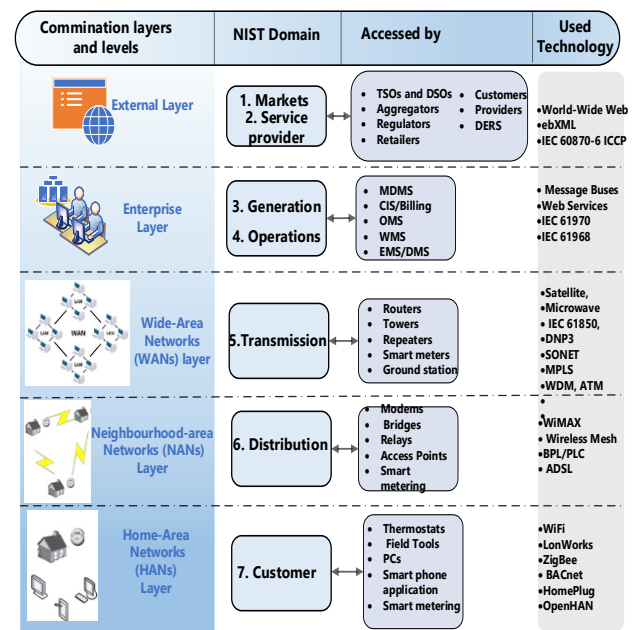 Commination layers
and levels
NIST Domain
Accessed by
Used
Technology
External Layer
1. Markets
2. Service
provider
• TSOs and DSOs
• Aggregators
• Regulators
• Retailers
• Customers
• Providers
• DERS
•World-Wide Web
•ebXML
•IEC 60870-6 ICCP
Enterprise
Layer
3. Generation
4. Operations
• MDMS
• CIS/Billing
• OMS
• WMS
• EMS/DMS
• Message Buses
•Web Services
•IEC 61970
•IEC 61968
WAN
Wide-Area
Networks
(WANs) layer
5.Transmission
• Routers
• Towers
• Repeaters
• Smart meters
• Ground station
•Satellite,
•Microwave
• IEC 61850,
•DNP3
•SONET
•MPLS
•WDM, ATM
•
•
Neighbourhood-area
Networks (NANs)
Layer
6. Distribution
• Modems
• Bridges
• Relays
• Access Points
• Smart
metering
•WiMAX
• Wireless Mesh
•BPL/PLC
• ADSL
Home-Area
Networks
(HANs)
Layer
7. Customer
• Thermostats
• Field Tools
• PCs
• Smart phone
application
• Smart metering
•WiFi
•LonWorks
•ZigBee
• BACnet
•HomePlug
•OpenHAN